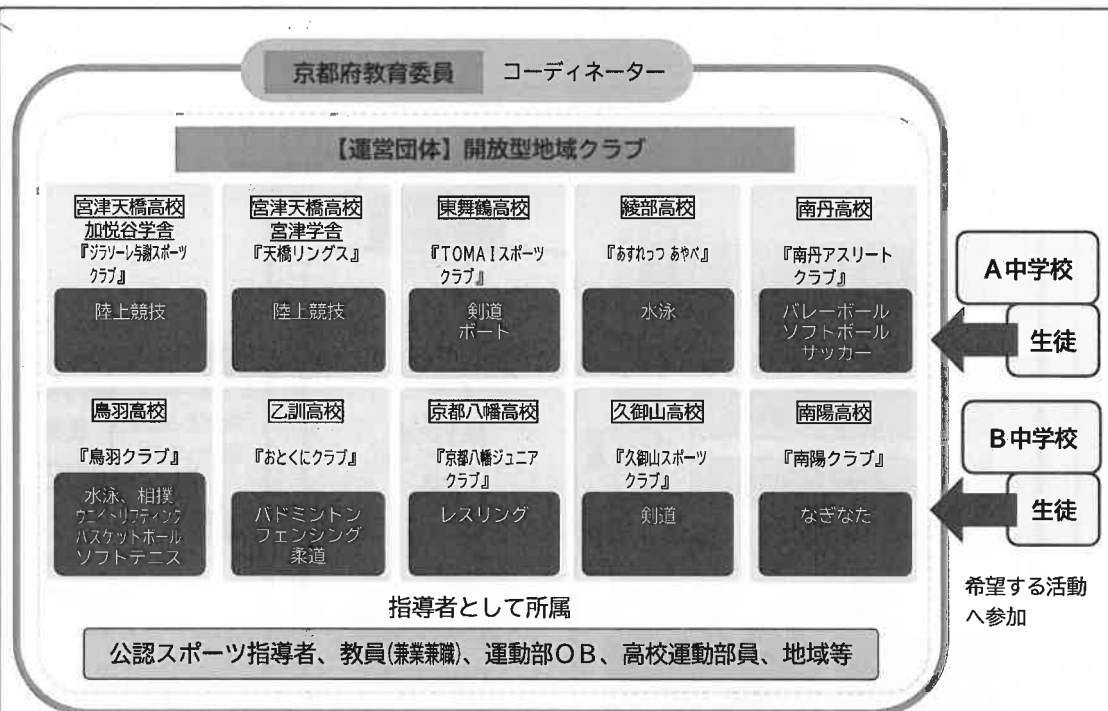 京都府教育委員 コーディネーター
【運営団体】開放型地域クラブ
宮津天橋高校
加悦谷学舎
『ジラソーレ与謝スポーツ
クラブ』
陸上競技
宮津天橋高校
宮津学舎
『天橋リングス』
陸上競技
東舞鶴高校
『TOMAIスポーツ
クラブ』
剣道
ボート
綾部高校
『あすれっつ あやべ』
水泳
南丹高校
『南丹アスリート
クラブ』
バレーボール
ソフトボール
サッカー
A中学校
生徒
鳥羽高校
『鳥羽クラブ』
水泳、相撲
ウエイトリフティング
バスケットボール
ソフトテニス
乙訓高校
『おとくにクラブ』
バドミントン
フェンシング
柔道
京都八幡高校
『京都八幡ジュニア
クラブ』
レスリング
久御山高校
『久御山スポーツ
クラブ』
剣道
南陽高校
『南陽クラブ』
なぎなた
B中学校
生徒
希望する活動
へ参加
指導者として所属
公認スポーツ指導者、教員(兼業兼職)、運動部OB、高校運動部員、地域等